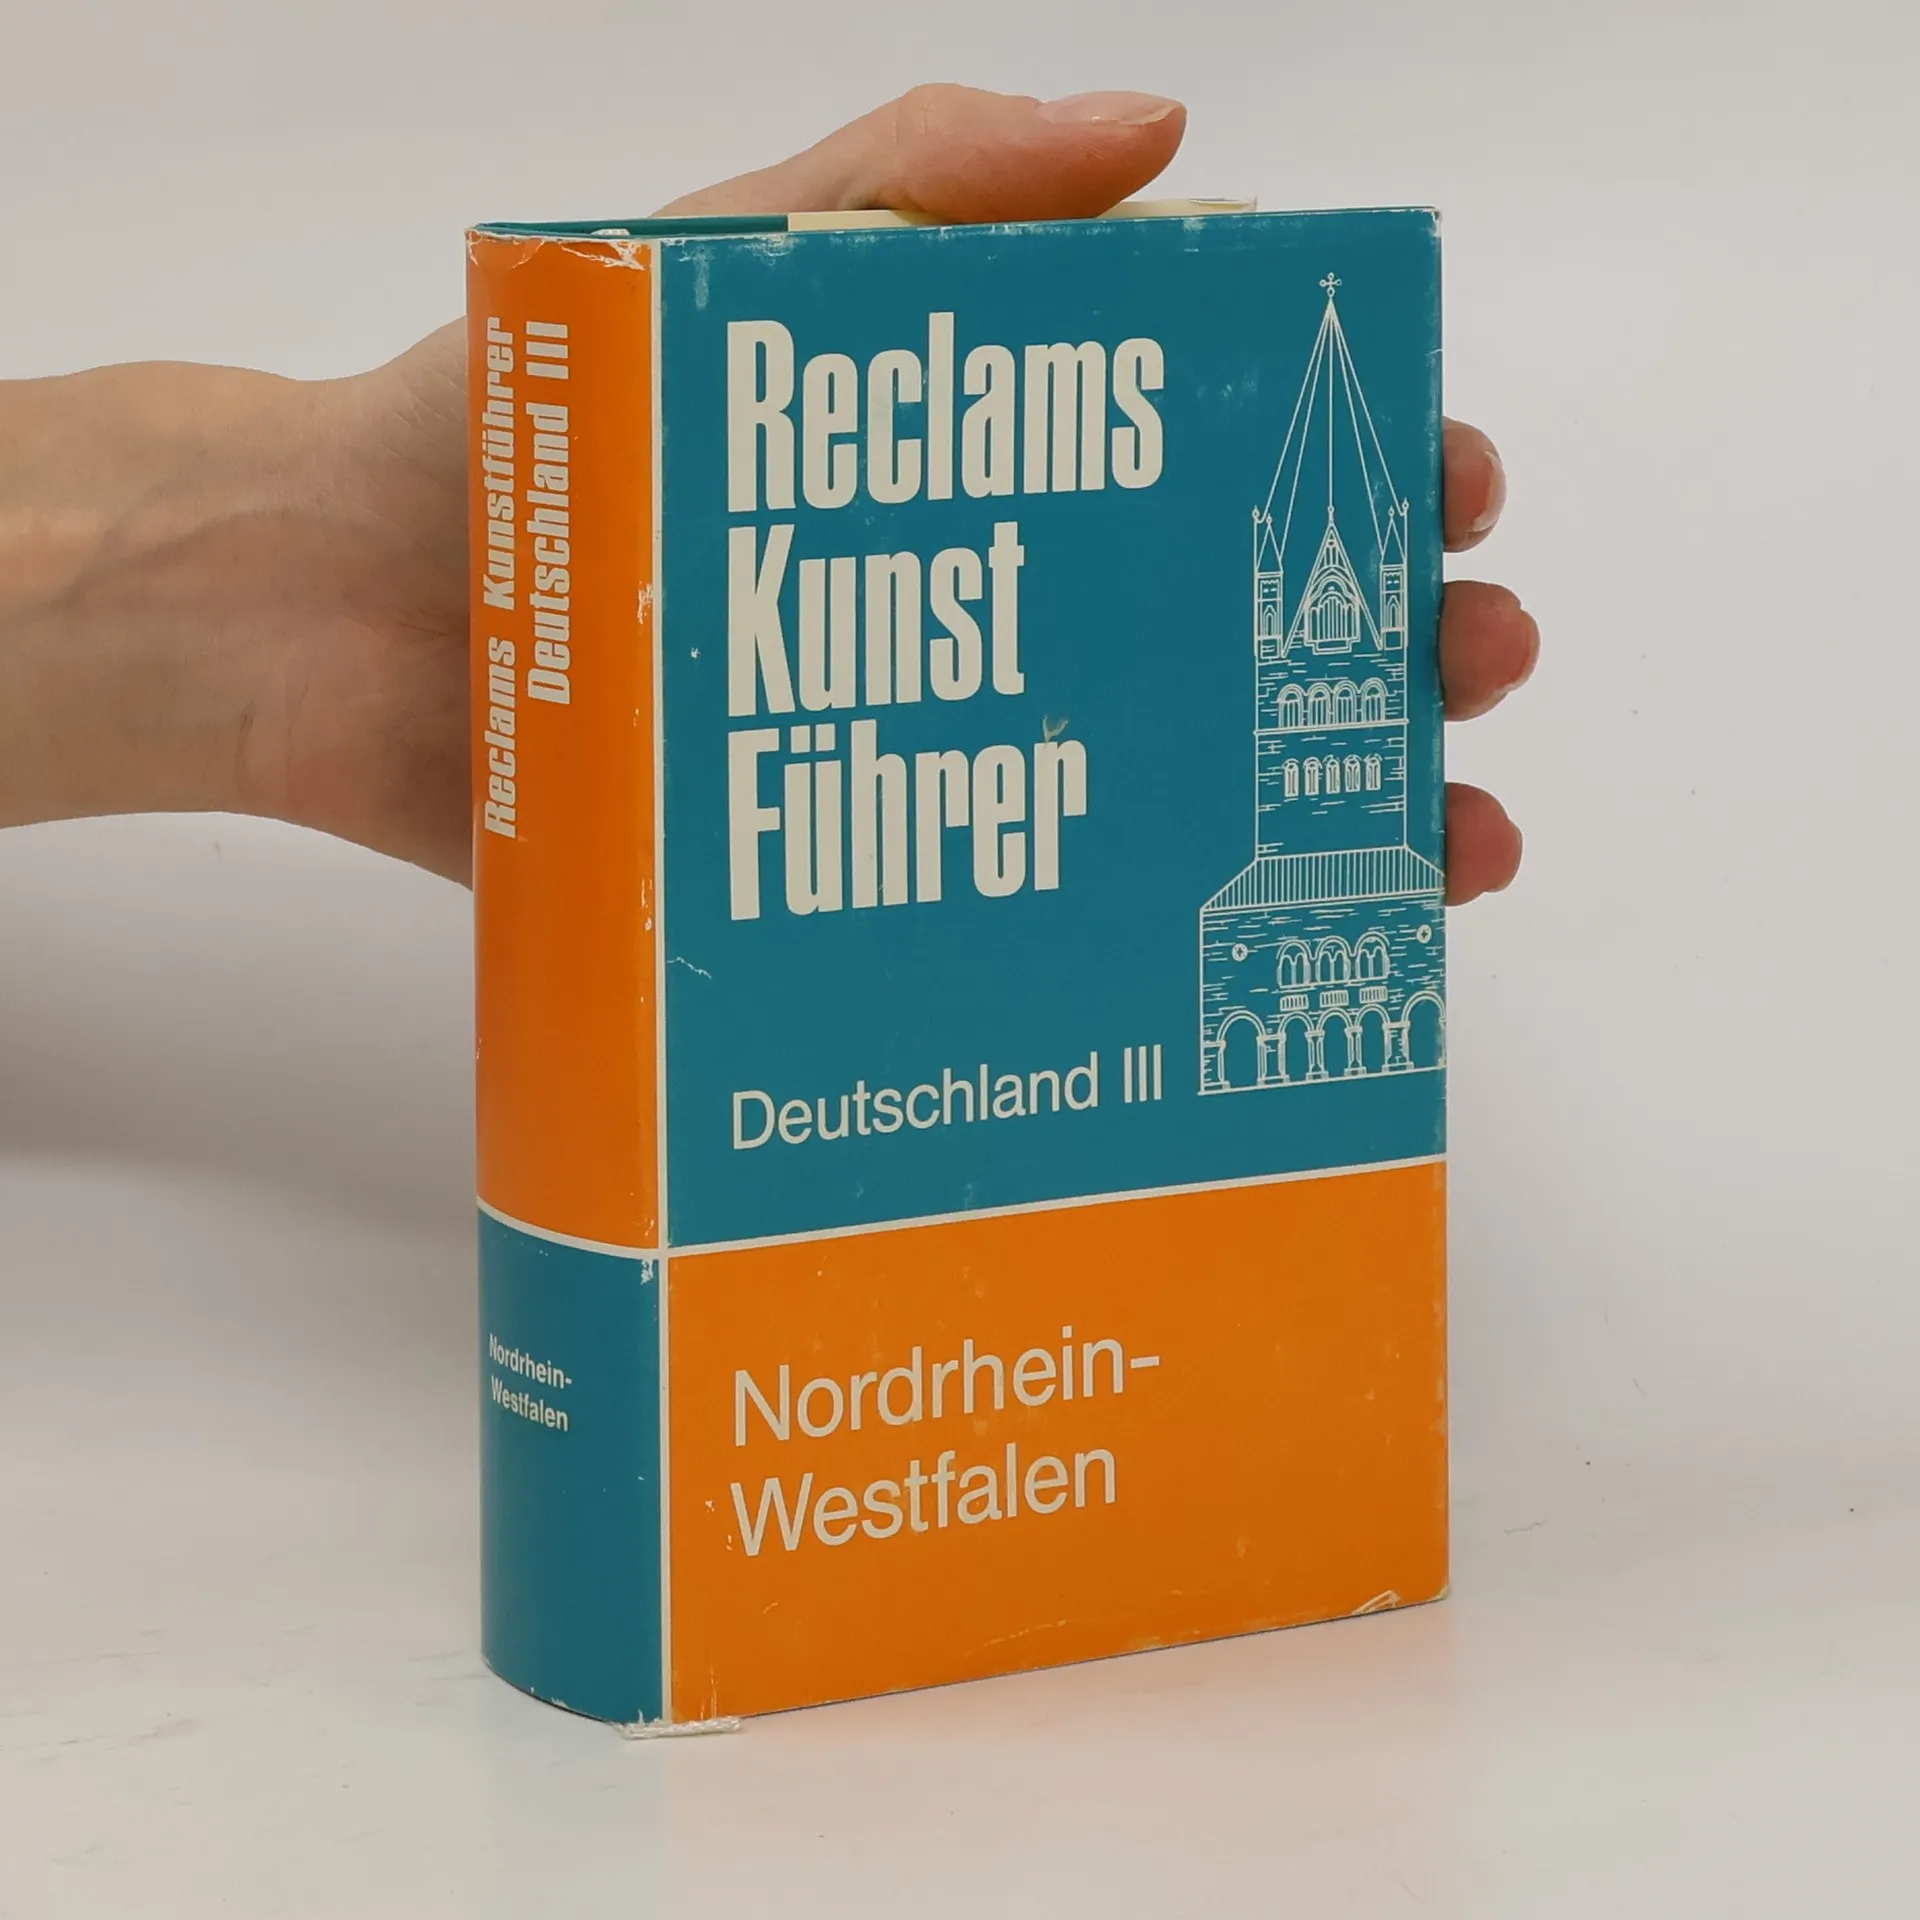 Reclams Kunstführer
Deutschland III
Nordrhein-
Westfalen
Reclams
Kunst
Führer
Deutschland III
Nordrhein-
Westfalen